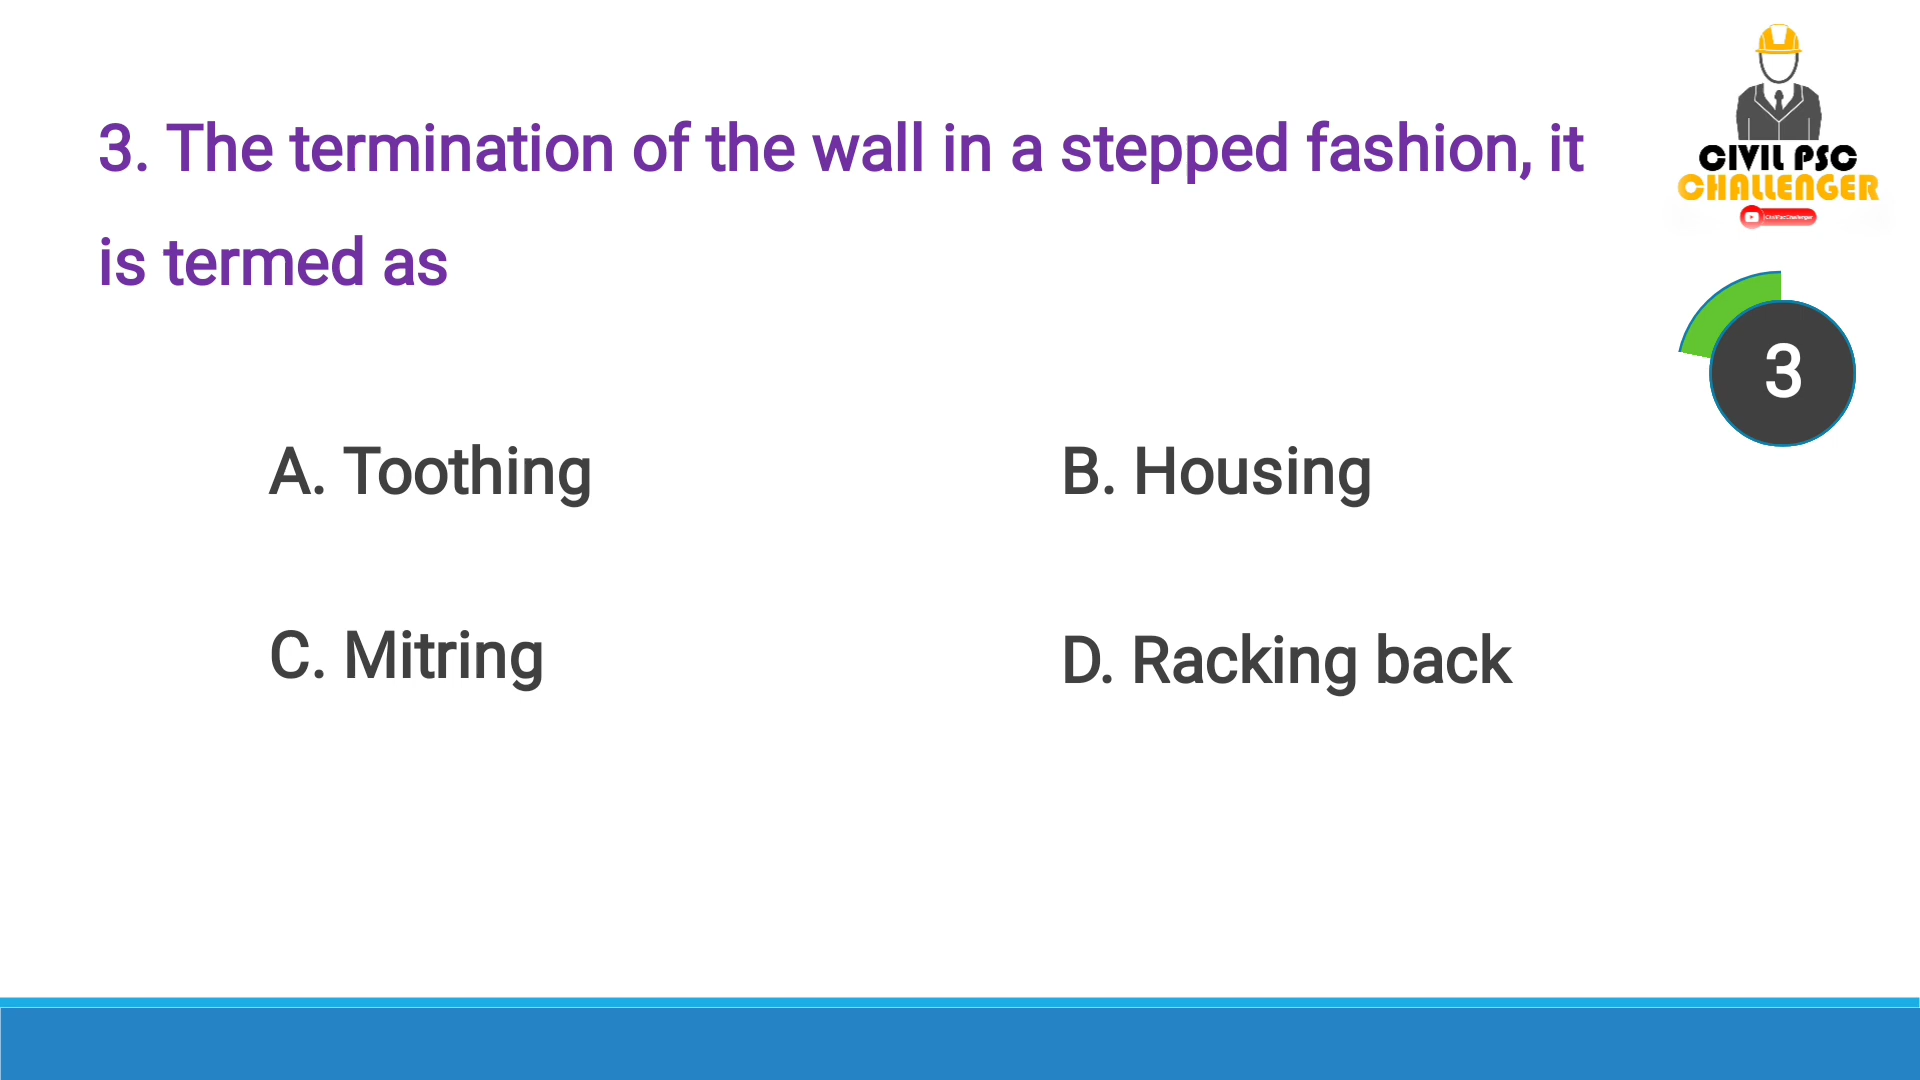 3. The termination of the wall in a stepped fashion, it
is termed as
A. Toothing
B. Housing
C. Mitring
D. Racking back
CIVIL PSC
CHALLENGER
3